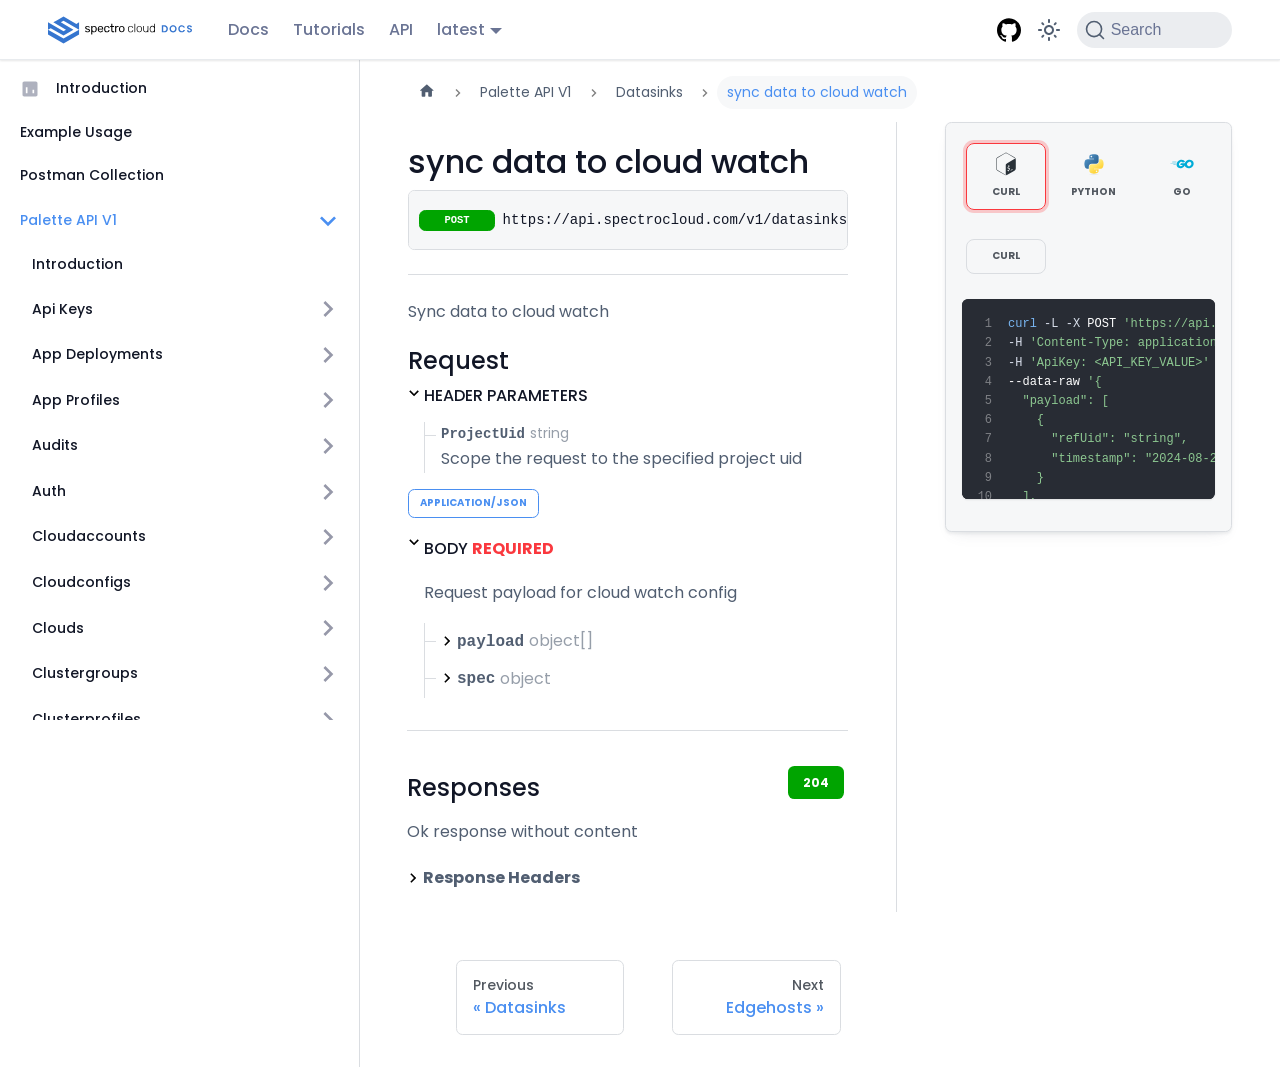 spectro cloud DOCS
Docs
Tutorials
API
latest
Search
Introduction
Example Usage
Postman Collection
Palette API V1
Introduction
Api Keys
App Deployments
App Profiles
Audits
Auth
Cloudaccounts
Cloudconfigs
Clouds
Clustergroups
Clusterprofiles
Palette API V1
Datasinks
sync data to cloud watch
sync data to cloud watch
POST https://api.spectrocloud.com/v1/datasinks
Sync data to cloud watch
Request
HEADER PARAMETERS
ProjectUid string
Scope the request to the specified project uid
APPLICATION/JSON
BODY REQUIRED
Request payload for cloud watch config
payload object[]
spec object
Responses
204
Ok response without content
Response Headers
Previous
« Datasinks
Next
Edgehosts »
CURL
PYTHON
GO
CURL
1 curl -L -X POST 'https://api.
2 -H 'Content-Type: application
3 -H 'ApiKey: <API_KEY_VALUE>'
4 --data-raw '{
5 "payload": [
6 {
7 "refUid": "string",
8 "timestamp": "2024-08-2
9 }
10 ],